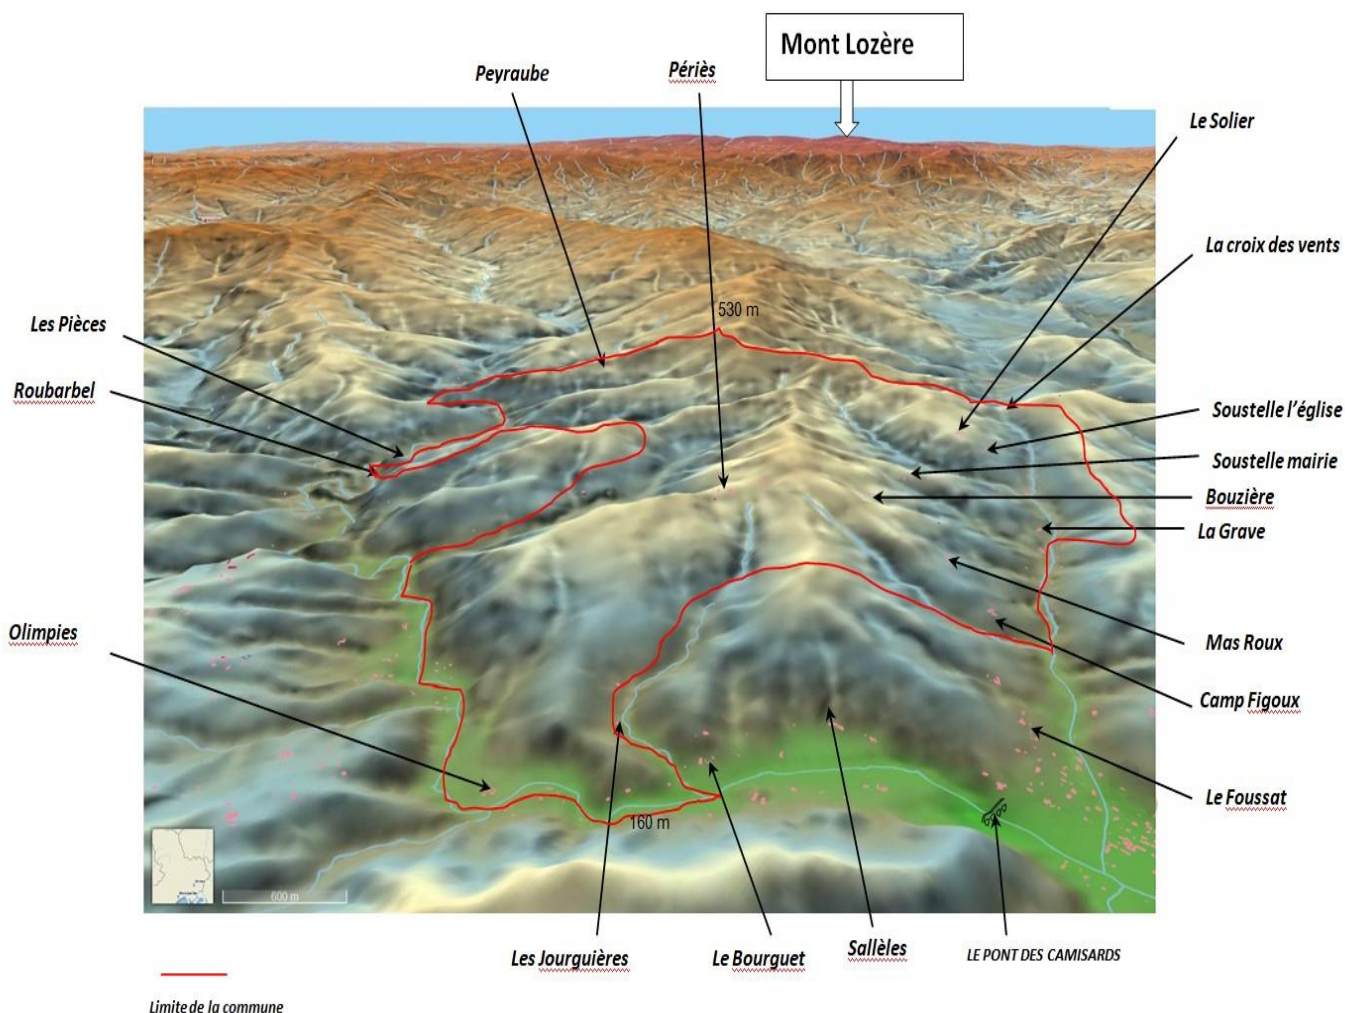 Mont Lozère
Peyraube
Périès
Le Solier
La croix des vents
530 m
Les Pièces
Roubarbel
Soustelle l'église
Soustelle mairie
Bouzière
La Grave
Olimpies
Mas Roux
Camp Figoux
Le Foussat
160 m
600 m
Les Jourguières
Le Bourguet
Sallèles
LE PONT DES CAMISARDS
Limite de la commune